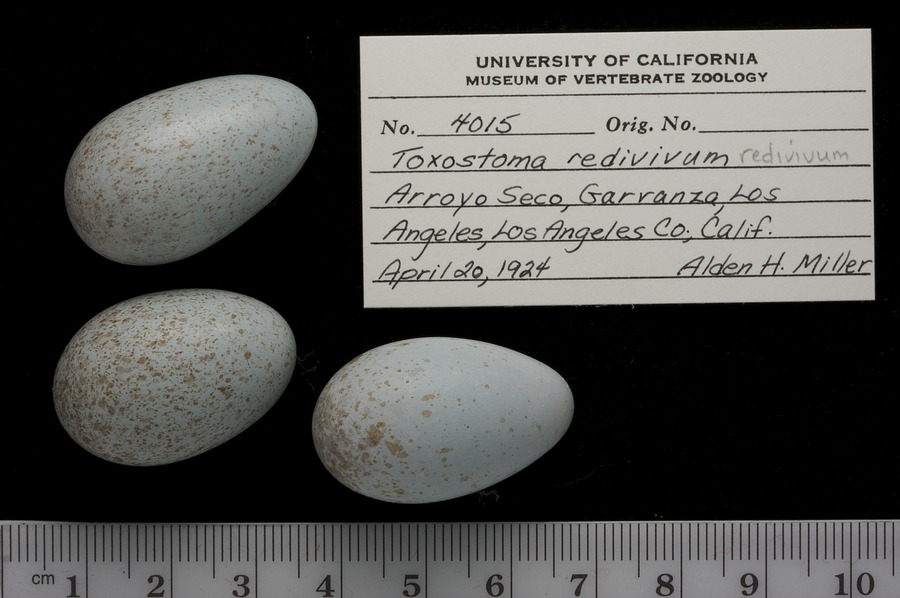 UNIVERSITY OF CALIFORNIA
MUSEUM OF VERTEBRATE ZOOLOGY
No. 4015 Orig. No.
Toxostoma redivivum redivivum
Arroyo Seco, Garvanza, Los
Angeles, Los Angeles Co., Calif.
April 20, 1924 Alden H. Miller
cm 1 2 3 4 5 6 7 8 9 10